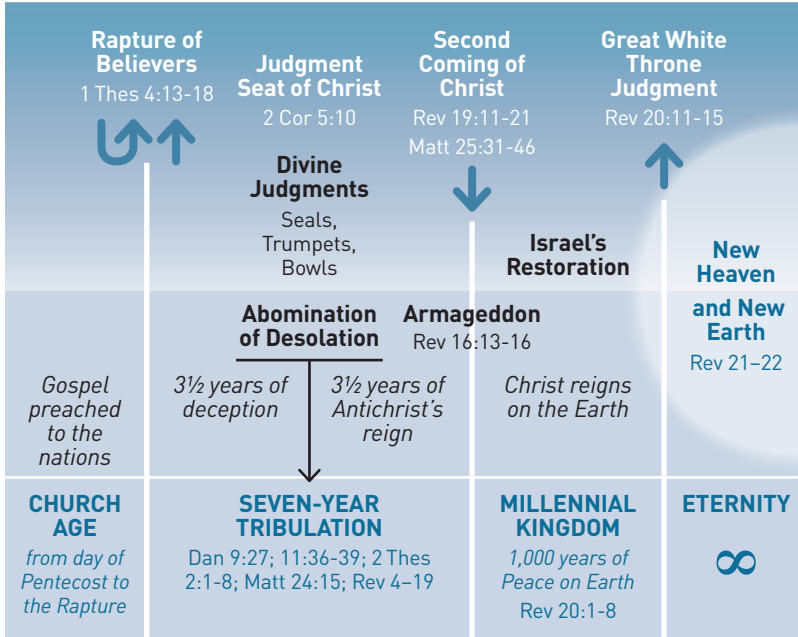 Rapture of
Believers
1 Thes 4:13-18
Judgment
Seat of Christ
2 Cor 5:10
Second
Coming of
Christ
Rev 19:11-21
Matt 25:31-46
Great White
Throne
Judgment
Rev 20:11-15
Divine
Judgments
Seals,
Trumpets,
Bowls
Israel’s
Restoration
New
Heaven
and New
Earth
Rev 21–22
Abomination
of Desolation
Armageddon
Rev 16:13-16
Gospel
preached
to the
nations
3½ years of
deception
3½ years of
Antichrist’s
reign
Christ reigns
on the Earth
CHURCH
AGE
from day of
Pentecost to
the Rapture
SEVEN-YEAR
TRIBULATION
Dan 9:27; 11:36-39; 2 Thes
2:1-8; Matt 24:15; Rev 4–19
MILLENNIAL
KINGDOM
1,000 years of
Peace on Earth
Rev 20:1-8
ETERNITY
∞